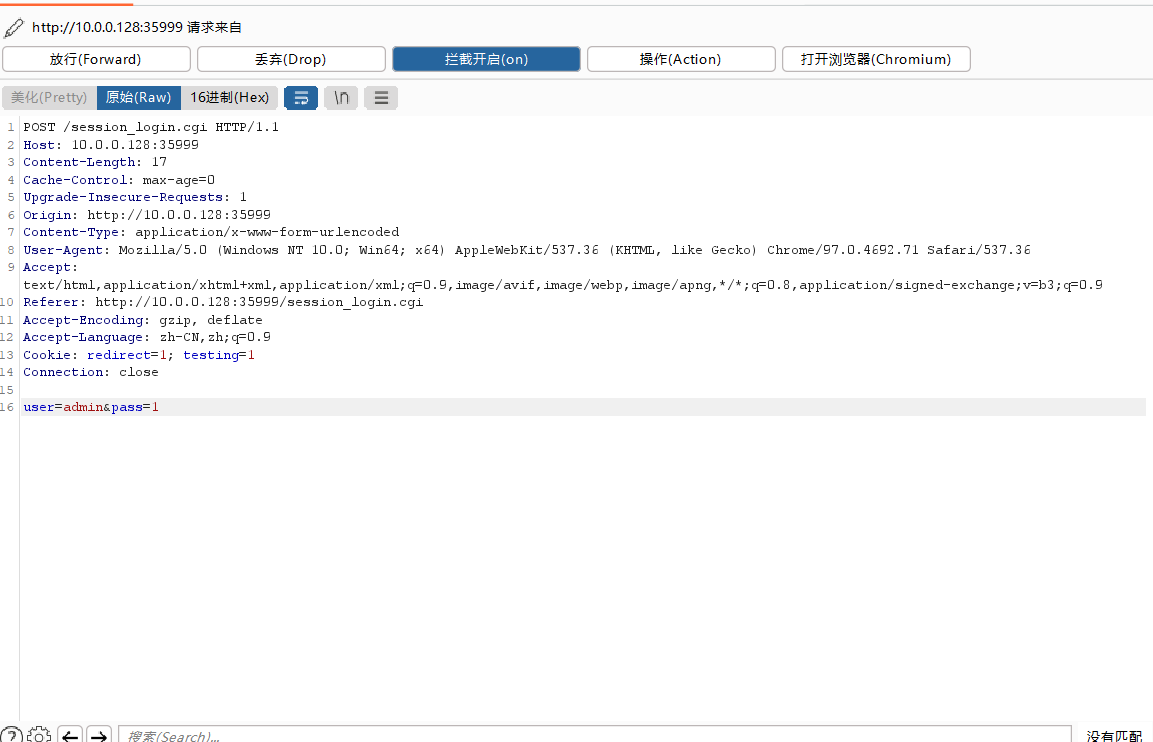 http://10.0.0.128:35999 请求来自
放行(Forward) 丢弃(Drop) 拦截开启(on) 操作(Action) 打开浏览器(Chromium)
美化(Pretty) 原始(Raw) 16进制(Hex) \n
1 POST /session_login.cgi HTTP/1.1
2 Host: 10.0.0.128:35999
3 Content-Length: 17
4 Cache-Control: max-age=0
5 Upgrade-Insecure-Requests: 1
6 Origin: http://10.0.0.128:35999
7 Content-Type: application/x-www-form-urlencoded
8 User-Agent: Mozilla/5.0 (Windows NT 10.0; Win64; x64) AppleWebKit/537.36 (KHTML, like Gecko) Chrome/97.0.4692.71 Safari/537.36
9 Accept:
text/html,application/xhtml+xml,application/xml;q=0.9,image/avif,image/webp,image/apng,*/*;q=0.8,application/signed-exchange;v=b3;q=0.9
10 Referer: http://10.0.0.128:35999/session_login.cgi
11 Accept-Encoding: gzip, deflate
12 Accept-Language: zh-CN,zh;q=0.9
13 Cookie: redirect=1; testing=1
14 Connection: close
15
16 user=admin&pass=1
? 搜索(Search)... 没有匹配